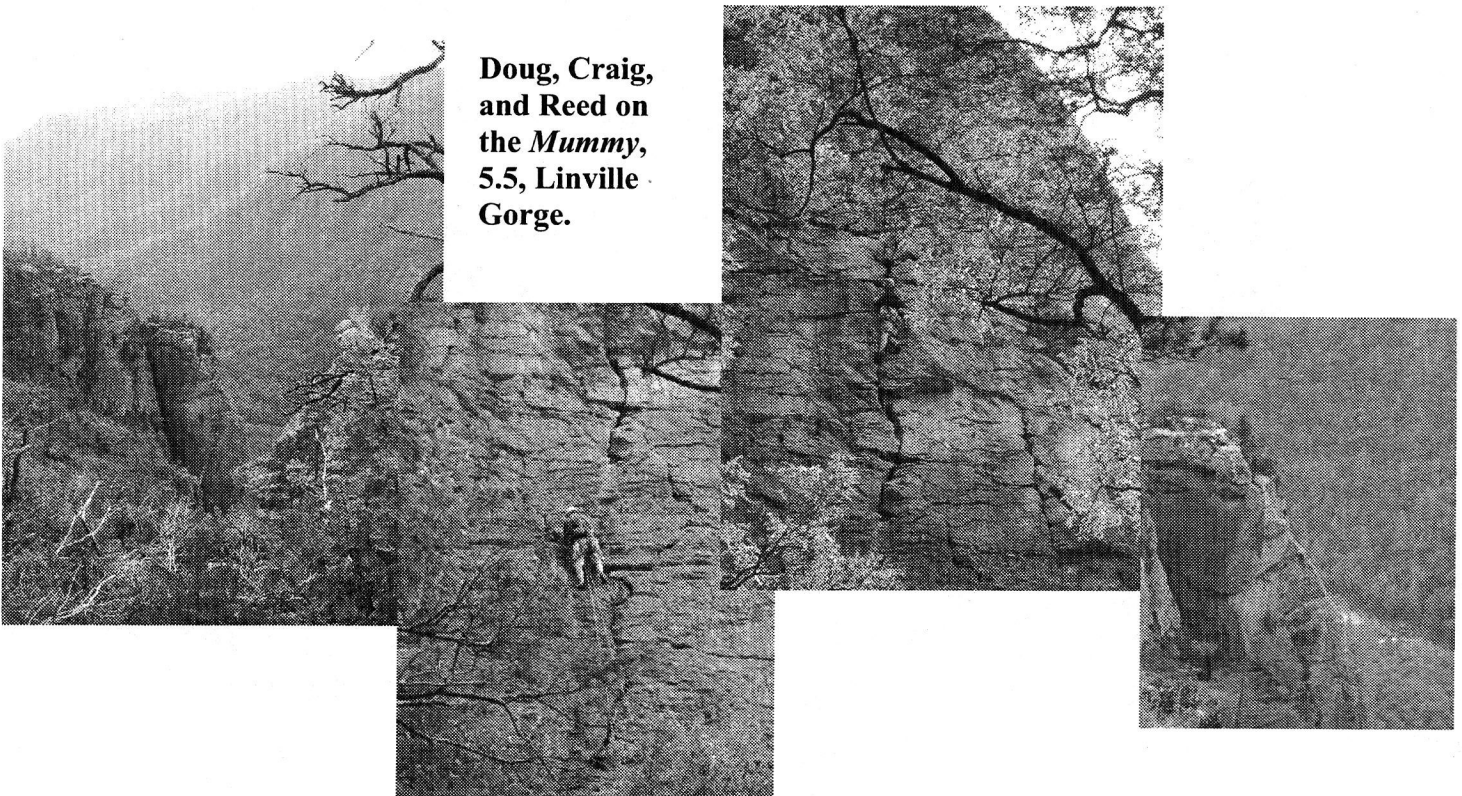 Doug, Craig,
and Reed on
the Mummy,
5.5, Linville
Gorge.